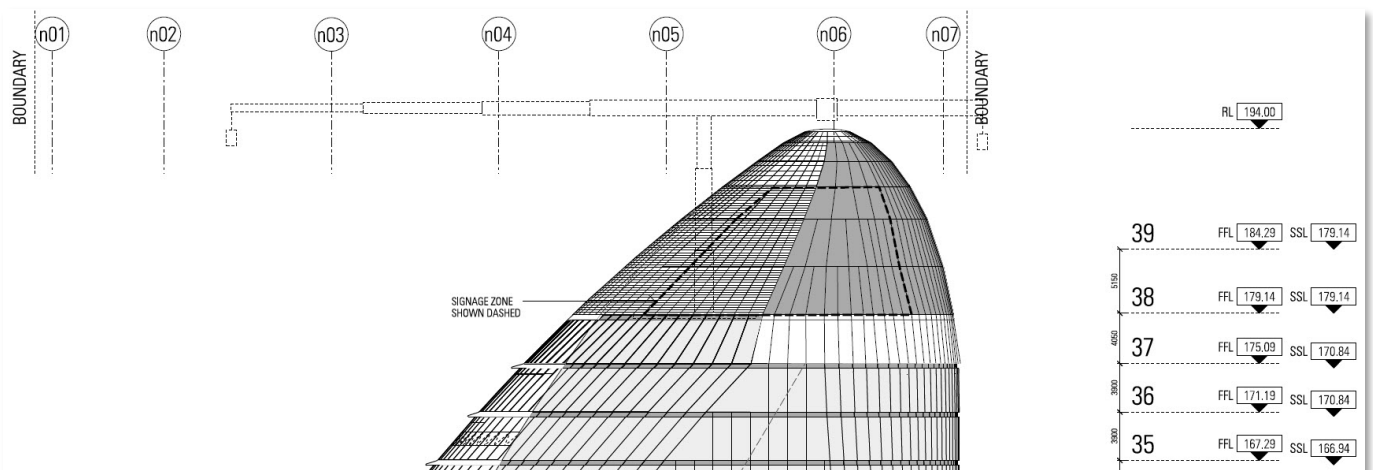 BOUNDARY
n01
n02
n03
n04
n05
n06
n07
BOUNDARY
RL 194.00
39 FFL 184.29 SSL 179.14
5150
38 FFL 179.14 SSL 179.14
SIGNAGE ZONE
SHOWN DASHED
4050
37 FFL 175.09 SSL 170.84
3900
36 FFL 171.19 SSL 170.84
3900
35 FFL 167.29 SSL 166.94